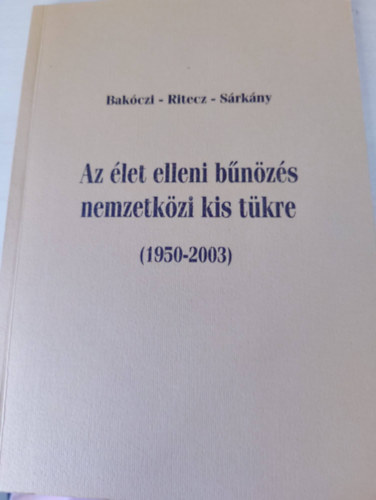 Bakóczi - Ritecz - Sárkány
Az élet elleni bűnözés
nemzetközi kis tükre
(1950-2003)